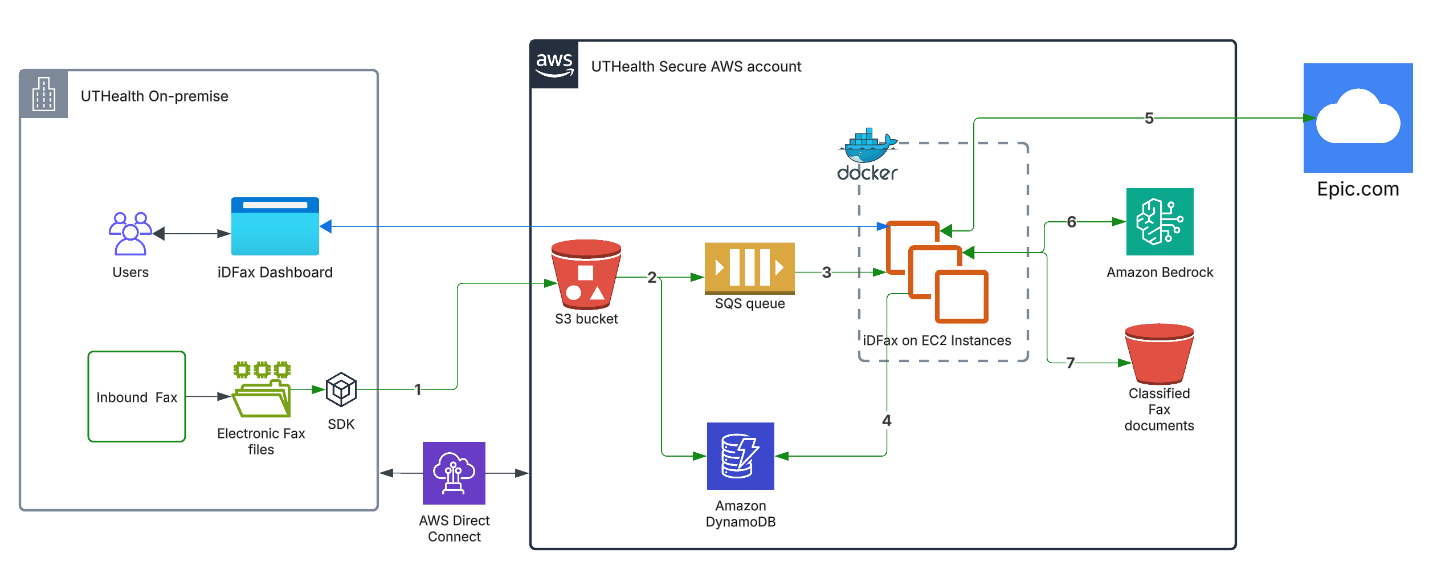 aws
UTHealth Secure AWS account
UTHealth On-premise
5
docker
Epic.com
6
Users
iDFax Dashboard
Amazon Bedrock
2
3
SQS queue
S3 bucket
iDFax on EC2 Instances
7
1
Inbound Fax
Classified
Fax
documents
SDK
4
Electronic Fax
files
Amazon
DynamoDB
AWS Direct
Connect